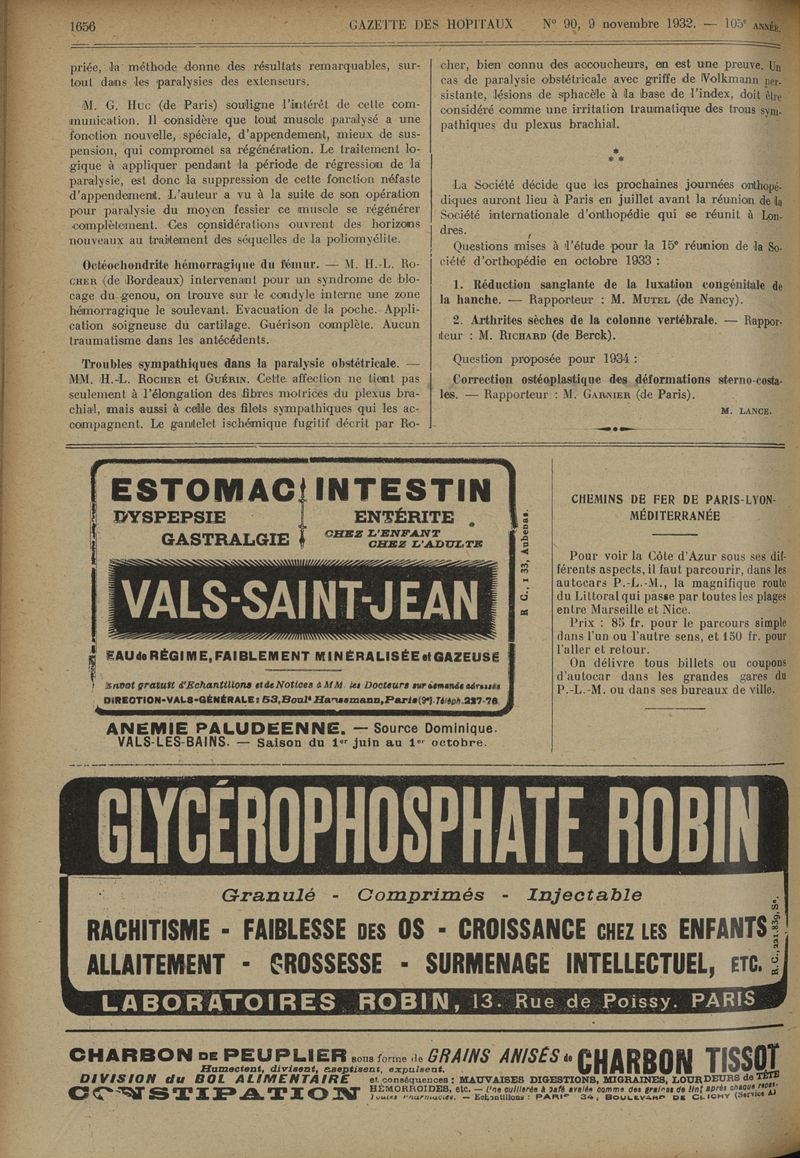 1656
GAZETTE DES HOPITAUX
N° 90, 9 novembre 1932. — 105e ANNÉE.
priée, la méthode donne des résultats remarquables, sur-
tout dans les paralysies des extenseurs.
M. G. Huc (de Paris) souligne l'intérêt de cette com-
munication. Il considère que tout muscle paralysé a une
fonction nouvelle, spéciale, d'appendement, mieux de sus-
pension, qui compromet sa régénération. Le traitement lo-
gique à appliquer pendant la période de régression de la
paralysie, est donc la suppression de cette fonction néfaste
d'appendement. L'auteur a vu à la suite de son opération
pour paralysie du moyen fessier ce muscle se régénérer
complètement. Ces considérations ouvrent des horizons
nouveaux au traitement des séquelles de la poliomyélite.
Octéochondrite hémorragique du fémur. — M. H.-L. Ro-
CHER (de Bordeaux) intervenant pour un syndrome de blo-
cage du genou, on trouve sur le condyle interne une zone
hémorragique le soulevant. Evacuation de la poche. Appli-
cation soigneuse du cartilage. Guérison complète. Aucun
traumatisme dans les antécédents.
Troubles sympathiques dans la paralysie obstétricale. —
MM. H.-L. ROCHER et GUÉRIN. Cette affection ne tient pas
seulement à l'élongation des fibres motrices du plexus bra-
chial, mais aussi à celle des filets sympathiques qui les ac-
compagnent. Le gantelet ischémique fugitif décrit par Ro-
cher, bien connu des accoucheurs, en est une preuve. Un
cas de paralysie obstétricale avec griffe de Volkmann per-
sistante, lésions de sphacèle à la base de l'index, doit être
considéré comme une irritation traumatique des trous sym-
pathiques du plexus brachial.
*
* *
La Société décide que les prochaines journées orthopé-
diques auront lieu à Paris en juillet avant la réunion de la
Société internationale d'orthopédie qui se réunit à Lon-
dres.
Questions mises à l'étude pour la 15e réunion de la So-
ciété d'orthopédie en octobre 1933 :
1. Réduction sanglante de la luxation congénitale de
la hanche. — Rapporteur : M. MUTEL (de Nancy).
2. Arthrites sèches de la colonne vertébrale. — Rappor-
teur : M. RICHARD (de Berck).
Question proposée pour 1934 :
Correction ostéoplastique des déformations sterno-costa-
les. — Rapporteur : M. GARNIER (de Paris).
M. LANCE.
ESTOMAC INTESTIN
DYSPEPSIE
GASTRALGIE
ENTÉRITE
CHEZ L'ENFANT
CHEZ L'ADULTE
VALS-SAINT-JEAN
EAU de RÉGIME, FAIBLEMENT MINÉRALISÉE et GAZEUSE
Envoi gratuit d'Echantillons et de Notices à MM. les Docteurs sur demande adressée
DIRECTION-VALS-GÉNÉRALE: 53, Boulᵈ Haussmann, Paris (9e). Téléph. 227-76
R. C., 1 33, Aubenas.
ANEMIE PALUDEENNE. — Source Dominique.
VALS-LES-BAINS. — Saison du 1er juin au 1er octobre.
CHEMINS DE FER DE PARIS-LYON-
MÉDITERRANÉE
Pour voir la Côte d'Azur sous ses dif-
férents aspects, il faut parcourir, dans les
autocars P.-L.-M., la magnifique route
du Littoral qui passe par toutes les plages
entre Marseille et Nice.
Prix : 85 fr. pour le parcours simple
dans l'un ou l'autre sens, et 150 fr. pour
l'aller et retour.
On délivre tous billets ou coupons
d'autocar dans les grandes gares du
P.-L.-M. ou dans ses bureaux de ville.
GLYCÉROPHOSPHATE ROBIN
Granulé - Comprimés - Injectable
RACHITISME - FAIBLESSE DES OS - CROISSANCE CHEZ LES ENFANTS
ALLAITEMENT - GROSSESSE - SURMENAGE INTELLECTUEL, ETC.
R. C., 221.839, Se.
LABORATOIRES ROBIN, 13. Rue de Poissy. PARIS
CHARBON DE PEUPLIER sous forme de GRAINS ANISÉS de CHARBON TISSOT
Humectent, divisent, aseptisent, expulsent.
DIVISION du BOL ALIMENTAIRE et conséquences : MAUVAISES DIGESTIONS, MIGRAINES, LOURDEURS de TÊTE
CONSTIPATION HÉMORROIDES, etc. — Une cuillerée à café avalée comme des graines de lint après chaque repas.
Toutes Pharmacies. — Echantillons : PARIS 34, BOULEVARD DE CLICHY (Service A)